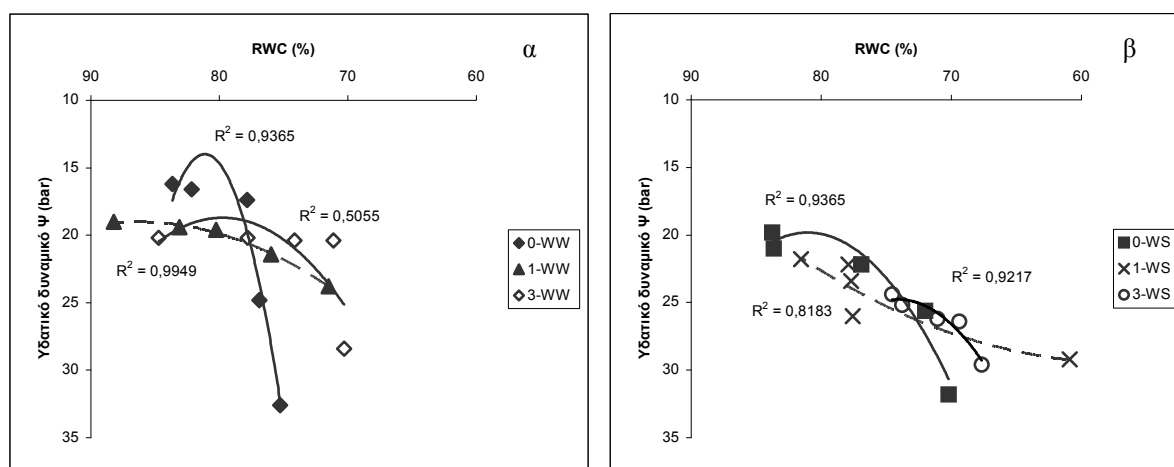 RWC (%)
α
90 80 70 60
10
15
20
25
30
35
Υδατικό δυναμικό Ψ (bar)
R² = 0,9365
R² = 0,5055
R² = 0,9949
0-WW
1-WW
3-WW
RWC (%)
β
90 80 70 60
10
15
20
25
30
35
Υδατικό δυναμικό Ψ (bar)
R² = 0,9365
R² = 0,9217
R² = 0,8183
0-WS
1-WS
3-WS